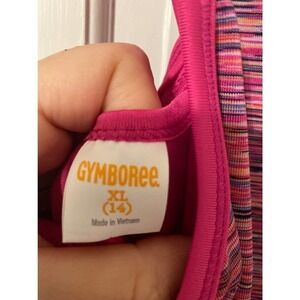 GYMBOREE.
XL
(14)
Made in Vietnam